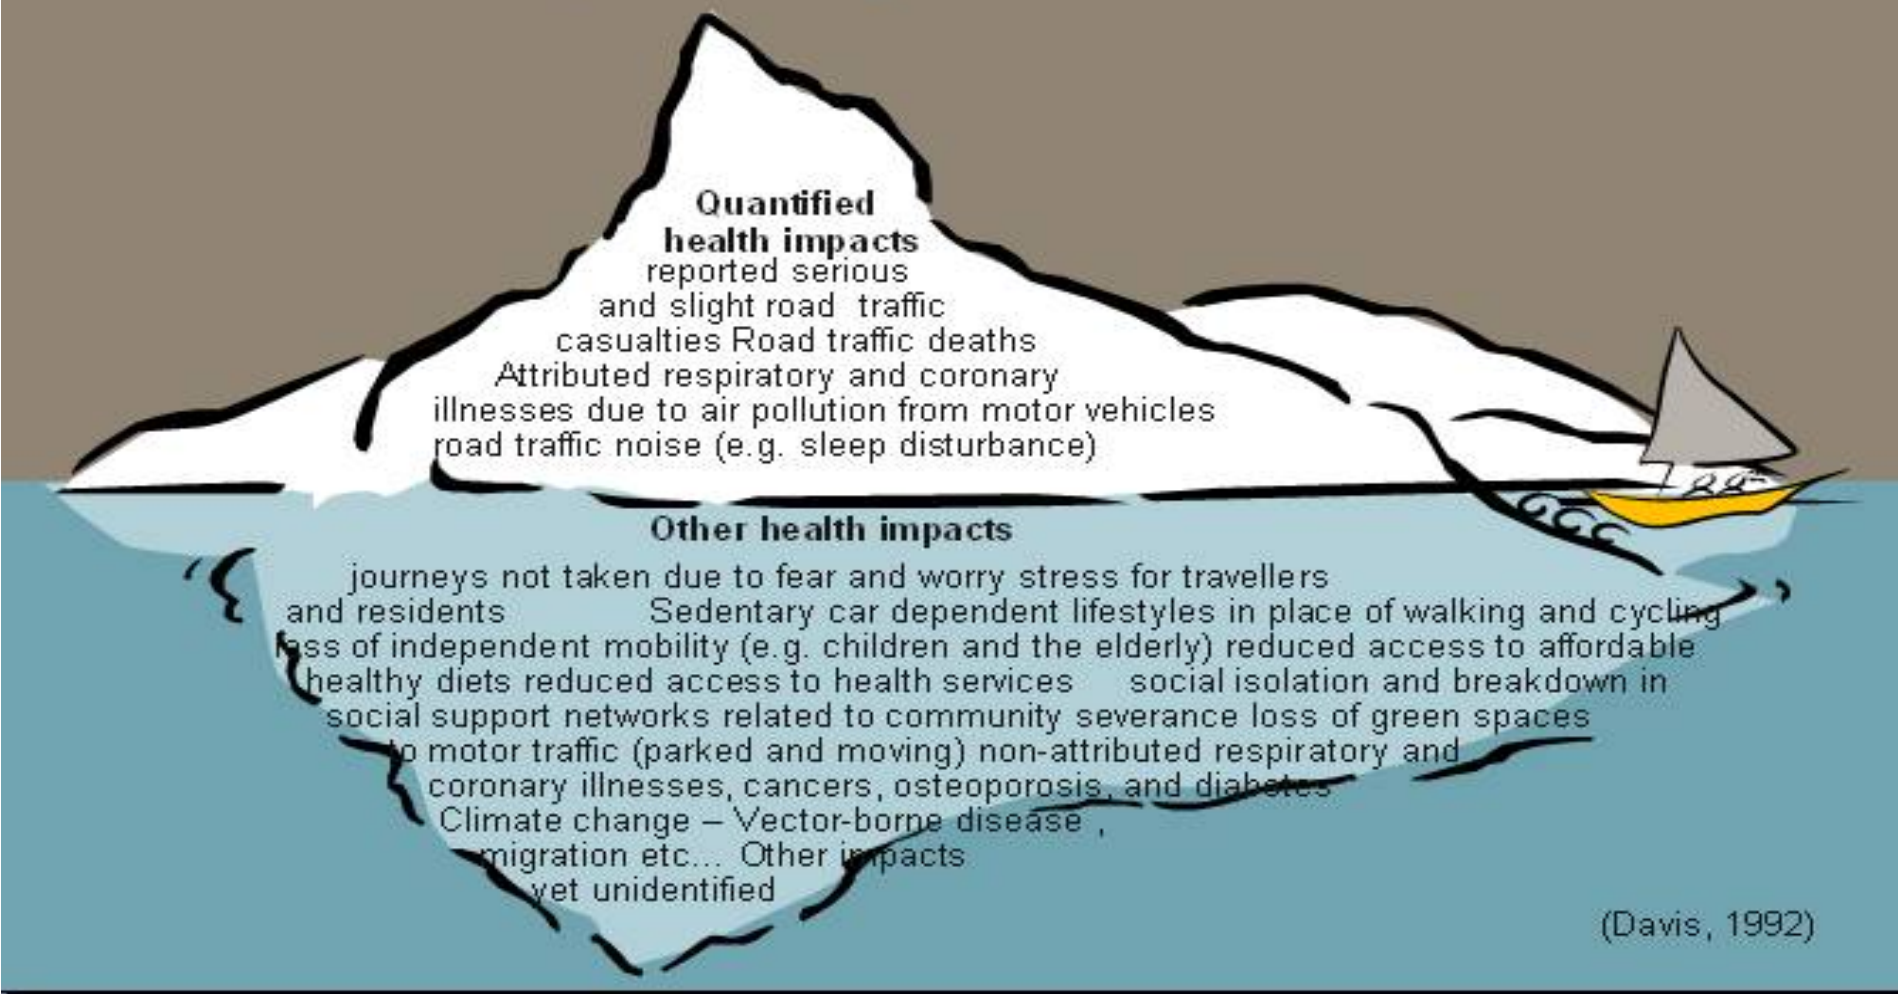 Quantified
health impacts
reported serious
and slight road traffic
casualties Road traffic deaths
Attributed respiratory and coronary
illnesses due to air pollution from motor vehicles
road traffic noise (e.g. sleep disturbance)
Other health impacts
journeys not taken due to fear and worry stress for travellers
and residents Sedentary car dependent lifestyles in place of walking and cycling
loss of independent mobility (e.g. children and the elderly) reduced access to affordable
healthy diets reduced access to health services social isolation and breakdown in
social support networks related to community severance loss of green spaces
to motor traffic (parked and moving) non-attributed respiratory and
coronary illnesses, cancers, osteoporosis, and diabetes
Climate change – Vector-borne disease ,
migration etc... Other impacts
yet unidentified
(Davis, 1992)